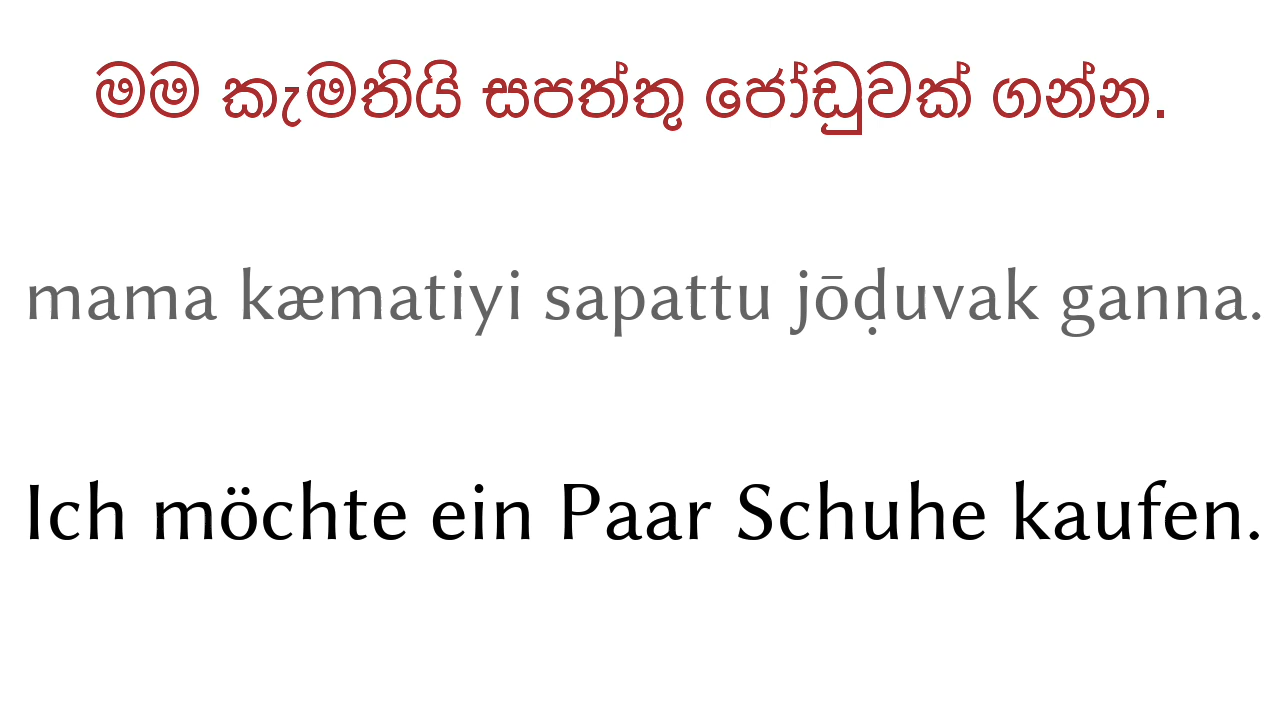 මම කැමතියි සපත්තු ජෝඩුවක් ගන්න.
mama kæmatiyi sapattu jōḍuvak ganna.
Ich möchte ein Paar Schuhe kaufen.